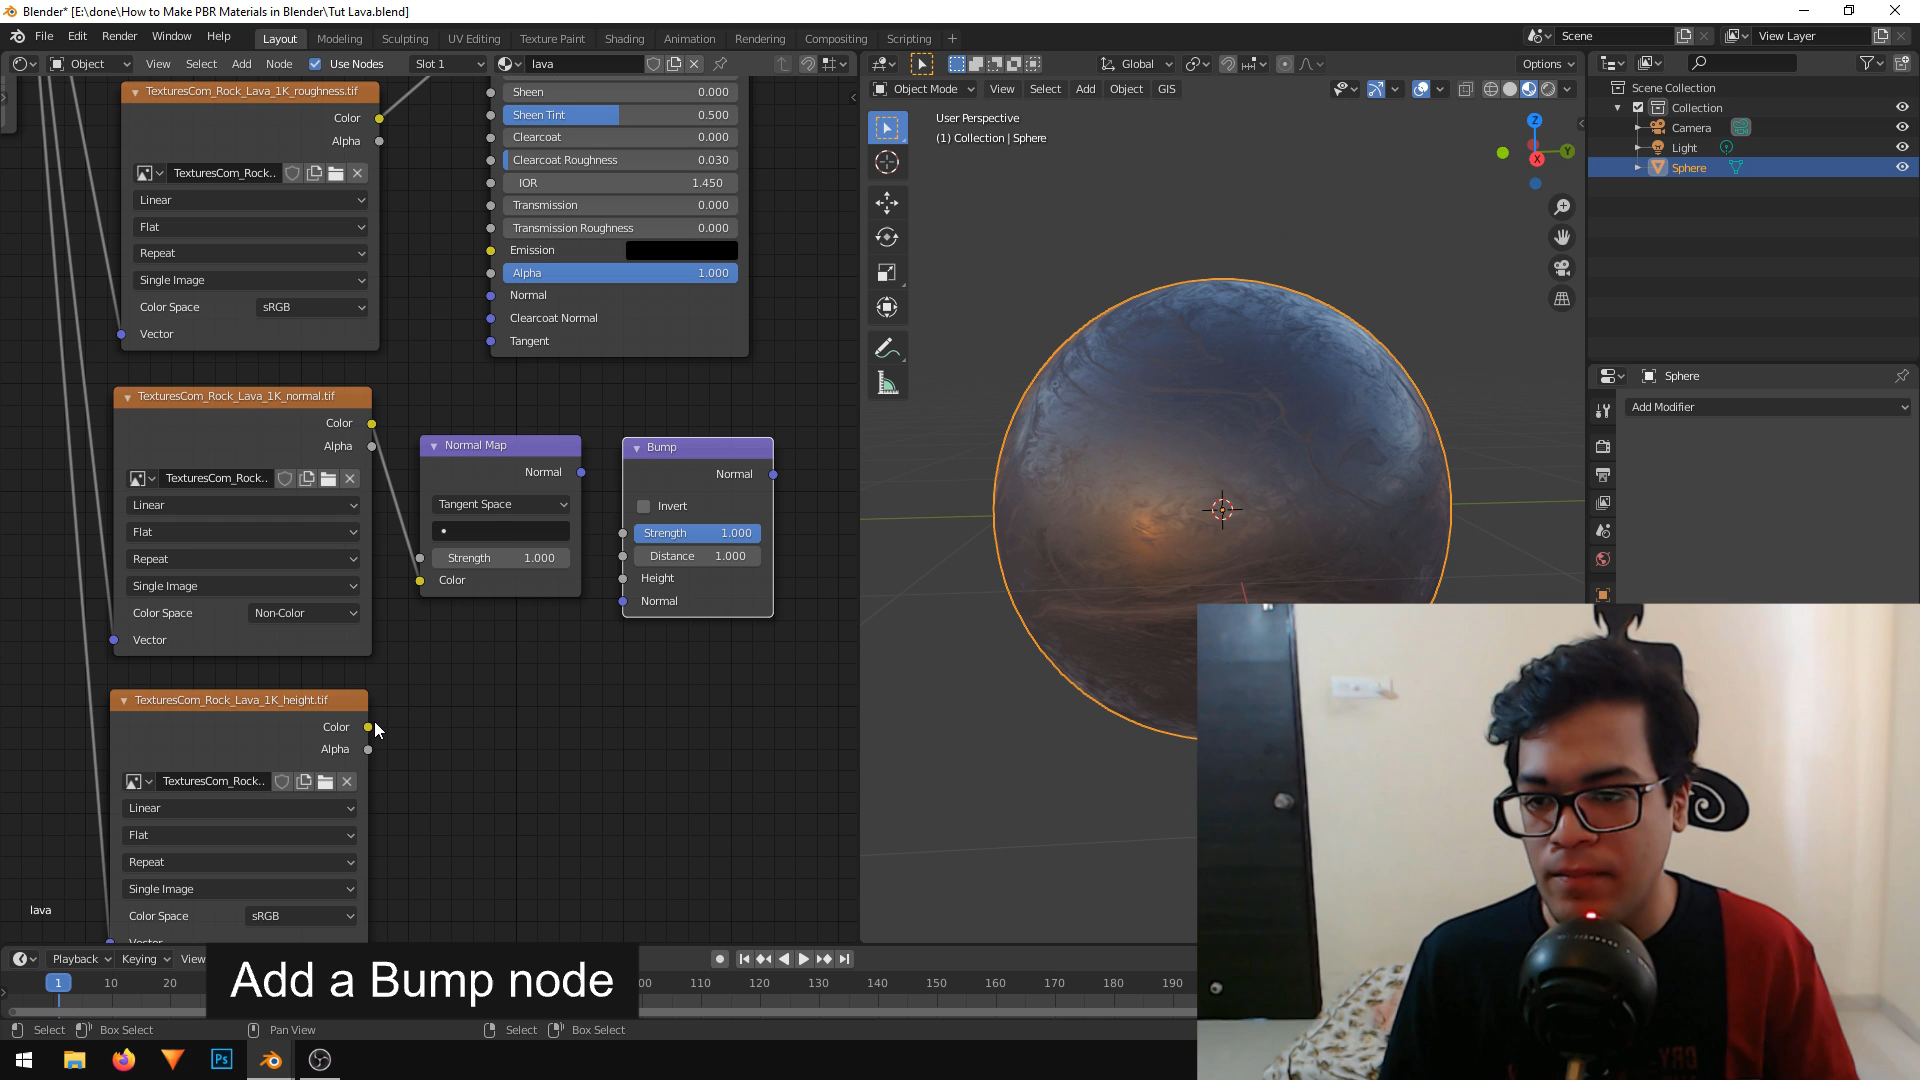 Blender* [E:\done\How to Make PBR Materials in Blender\Tut Lava.blend]
File Edit Render Window Help Layout Modeling Sculpting UV Editing Texture Paint Shading Animation Rendering Compositing Scripting + Scene View Layer
Object View Select Add Node Use Nodes Slot 1 lava Global Options
Object Mode View Select Add Object GIS
User Perspective
(1) Collection | Sphere
Z
Y
X
Scene Collection
Collection
Camera
Light
Sphere
Sphere
Add Modifier
TexturesCom_Rock_Lava_1K_roughness.tif
Color
Alpha
TexturesCom_Rock..
Linear
Flat
Repeat
Single Image
Color Space sRGB
Vector
Sheen 0.000
Sheen Tint 0.500
Clearcoat 0.000
Clearcoat Roughness 0.030
IOR 1.450
Transmission 0.000
Transmission Roughness 0.000
Emission
Alpha 1.000
Normal
Clearcoat Normal
Tangent
TexturesCom_Rock_Lava_1K_normal.tif
Color
Alpha
TexturesCom_Rock..
Linear
Flat
Repeat
Single Image
Color Space Non-Color
Vector
Normal Map
Normal
Tangent Space
Strength 1.000
Color
Bump
Normal
Invert
Strength 1.000
Distance 1.000
Height
Normal
TexturesCom_Rock_Lava_1K_height.tif
Color
Alpha
TexturesCom_Rock..
Linear
Flat
Repeat
Single Image
Color Space sRGB
Vector
lava
Playback Keying View
1 10 20 00 110 120 130 140 150 160 170 180 190
Add a Bump node
Select Box Select Pan View Select Box Select
Ps